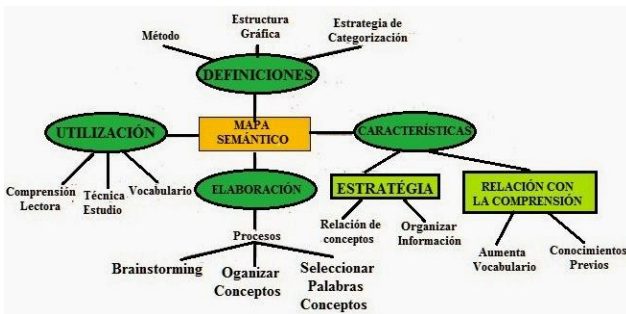 Estructura
Gráfica
Estrategia de
Categorización
Método
DEFINICIONES
UTILIZACIÓN
MAPA
SEMÁNTICO
CARACTERÍSTICAS
Comprensión
Lectora
Técnica
Estudio
Vocabulario
ELABORACIÓN
ESTRATÉGIA
RELACIÓN CON
LA COMPRENSIÓN
Relación de
conceptos
Organizar
Información
Procesos
Aumenta
Vocabulario
Conocimientos
Previos
Brainstorming
Oganizar
Conceptos
Seleccionar
Palabras
Conceptos